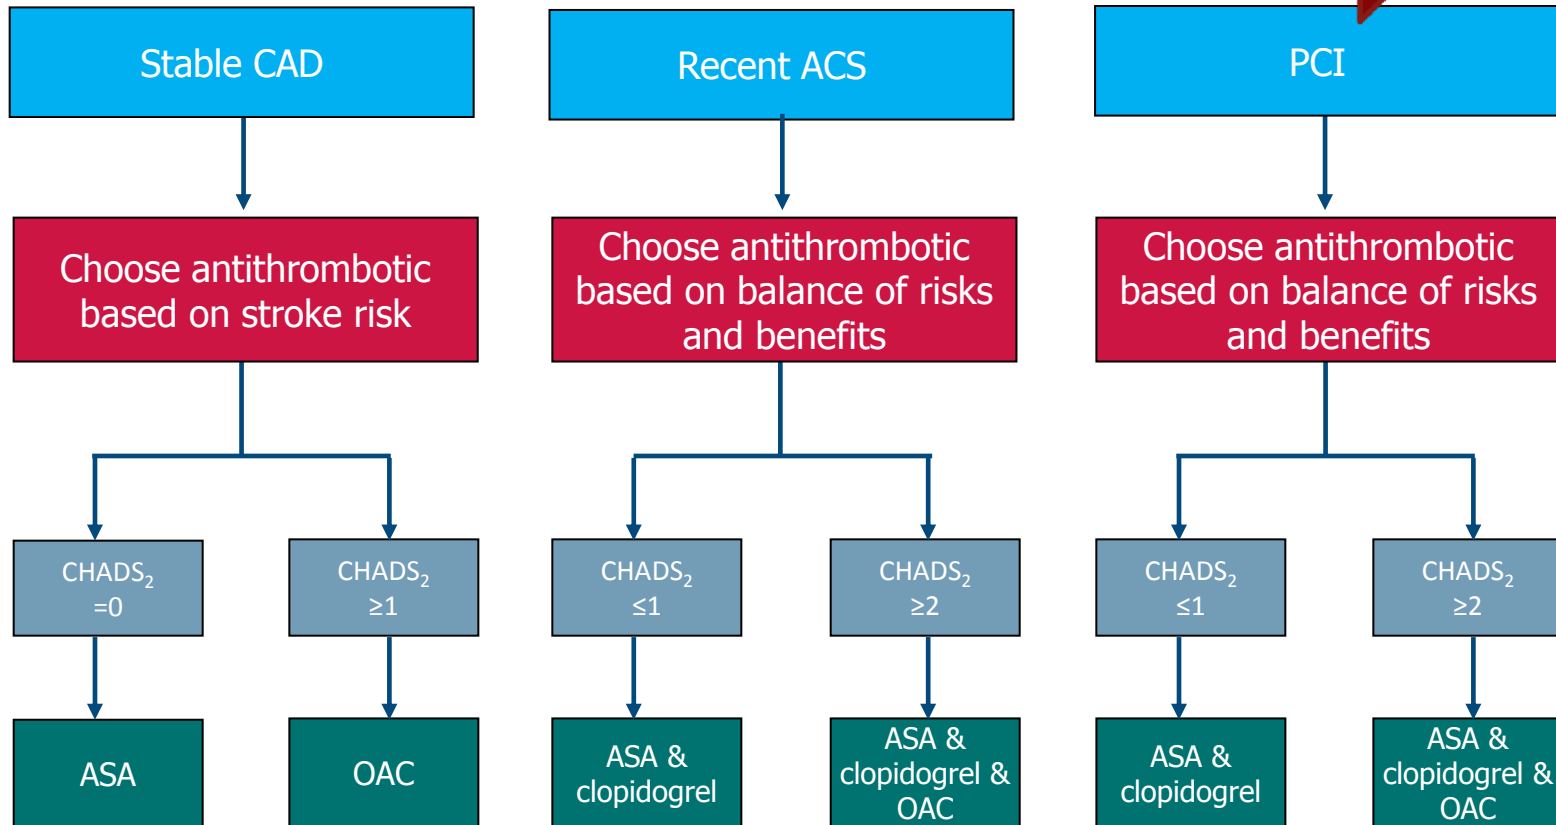 Stable CAD
Recent ACS
PCI
Choose antithrombotic
based on stroke risk
Choose antithrombotic
based on balance of risks
and benefits
Choose antithrombotic
based on balance of risks
and benefits
CHADS₂
=0
CHADS₂
≥1
CHADS₂
≤1
CHADS₂
≥2
CHADS₂
≤1
CHADS₂
≥2
ASA
OAC
ASA &
clopidogrel
ASA &
clopidogrel &
OAC
ASA &
clopidogrel
ASA &
clopidogrel &
OAC